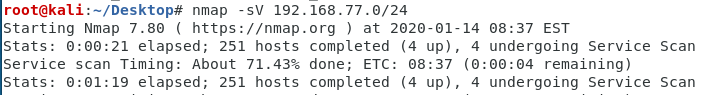 root@kali:~/Desktop# nmap -sV 192.168.77.0/24
Starting Nmap 7.80 ( https://nmap.org ) at 2020-01-14 08:37 EST
Stats: 0:00:21 elapsed; 251 hosts completed (4 up), 4 undergoing Service Scan
Service scan Timing: About 71.43% done; ETC: 08:37 (0:00:04 remaining)
Stats: 0:01:19 elapsed; 251 hosts completed (4 up), 4 undergoing Service Scan